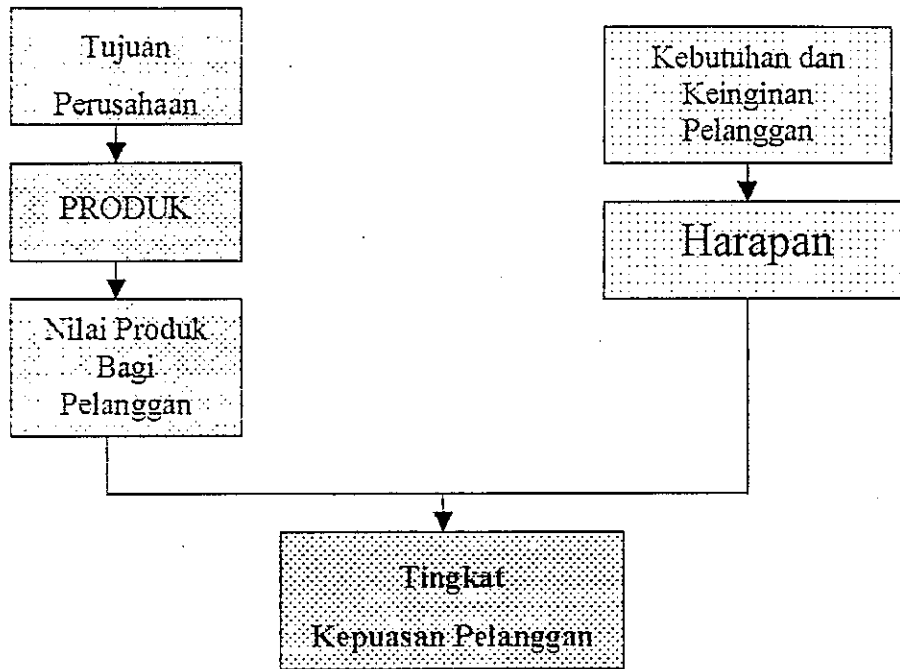 Tujuan
Perusahaan
PRODUK
Nilai Produk
Bagi
Pelanggan
Kebutuhan dan
Keinginan
Pelanggan
Harapan
Tingkat
Kepuasan Pelanggan